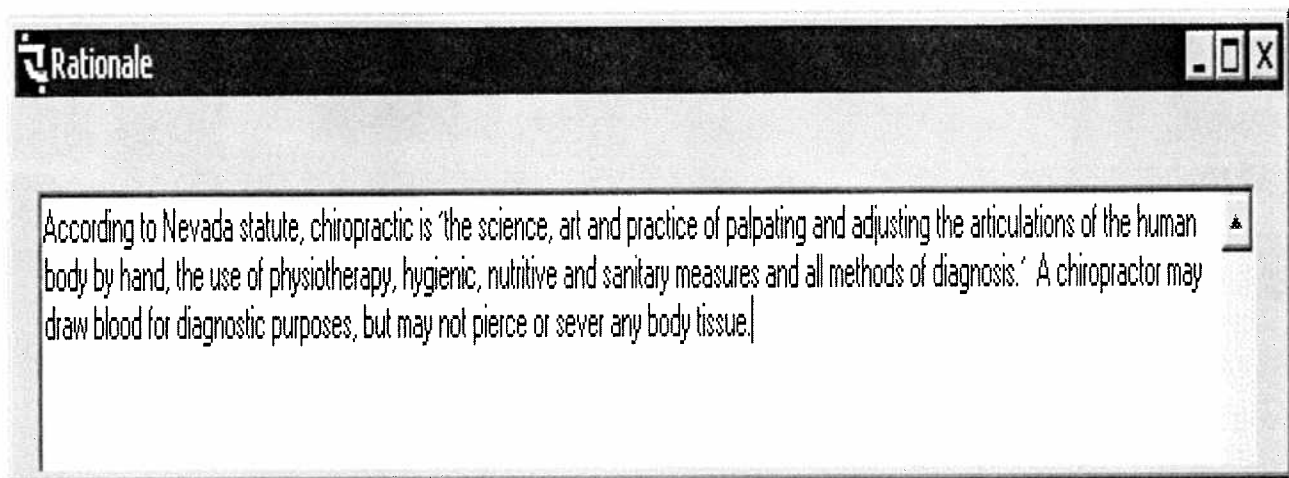 Rationale
According to Nevada statute, chiropractic is ´the science, art and practice of palpating and adjusting the articulations of the human
body by hand, the use of physiotherapy, hygienic, nutritive and sanitary measures and all methods of diagnosis.´ A chiropractor may
draw blood for diagnostic purposes, but may not pierce or sever any body tissue.